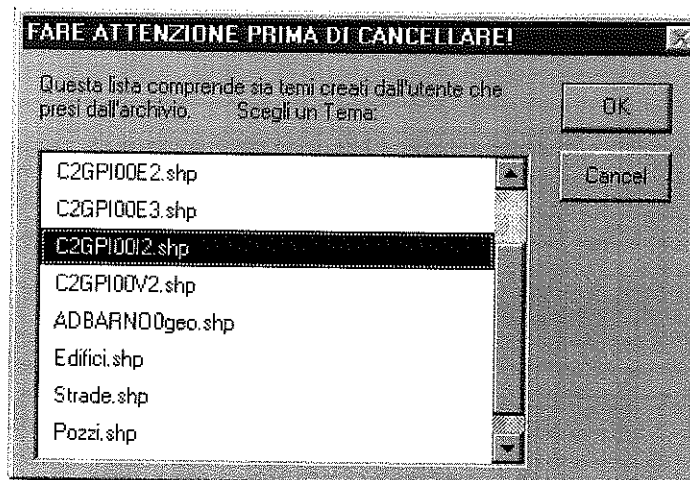 FARE ATTENZIONE PRIMA DI CANCELLARE!
Questa lista comprende sia temi creati dall'utente che
presi dall'archivio. Scegli un Tema:
OK
Cancel
C2GPI00E2.shp
C2GPI00E3.shp
C2GPI00I2.shp
C2GPI00V2.shp
ADBARNO0geo.shp
Edifici.shp
Strade.shp
Pozzi.shp